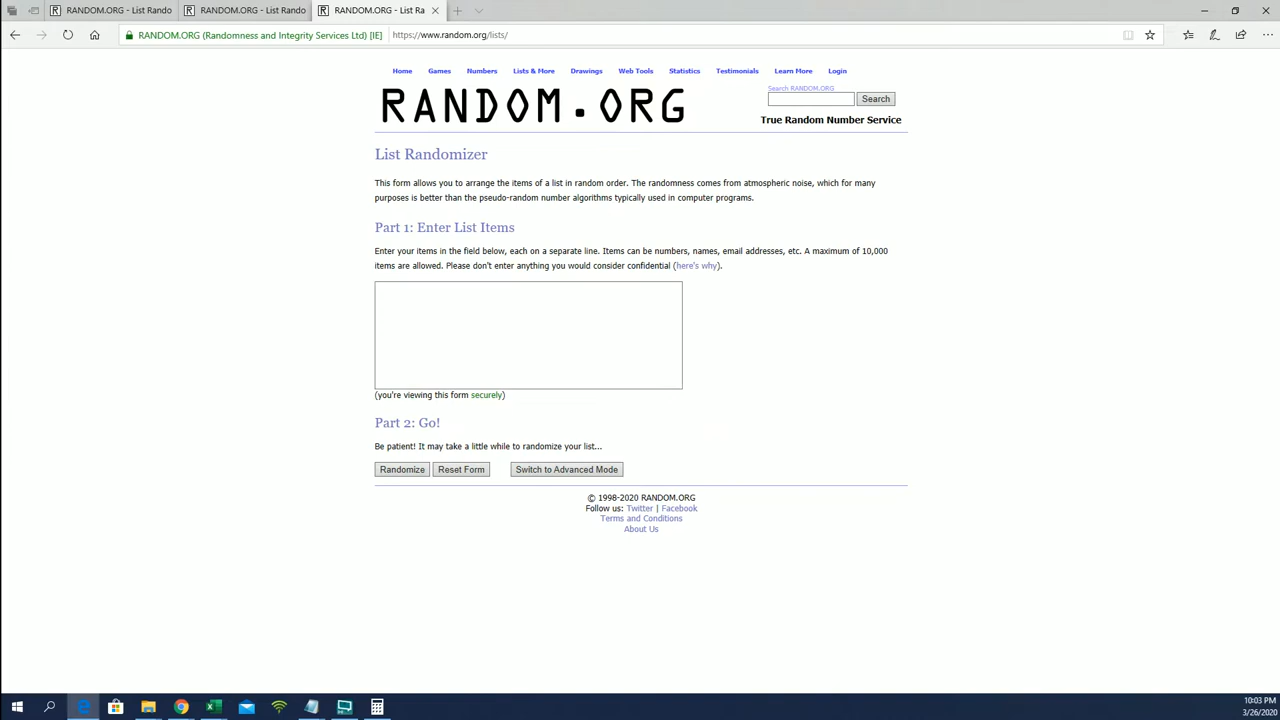 RANDOM.ORG - List Rando
RANDOM.ORG - List Rando
RANDOM.ORG - List Ra
RANDOM.ORG (Randomness and Integrity Services Ltd) [IE]
https://www.random.org/lists/
Home Games Numbers Lists & More Drawings Web Tools Statistics Testimonials Learn More Login
RANDOM.ORG
Search RANDOM.ORG
Search
True Random Number Service
List Randomizer
This form allows you to arrange the items of a list in random order. The randomness comes from atmospheric noise, which for many
purposes is better than the pseudo-random number algorithms typically used in computer programs.
Part 1: Enter List Items
Enter your items in the field below, each on a separate line. Items can be numbers, names, email addresses, etc. A maximum of 10,000
items are allowed. Please don't enter anything you would consider confidential (here's why).
(you're viewing this form securely)
Part 2: Go!
Be patient! It may take a little while to randomize your list...
Randomize Reset Form Switch to Advanced Mode
© 1998-2020 RANDOM.ORG
Follow us: Twitter | Facebook
Terms and Conditions
About Us
10:03 PM
3/26/2020